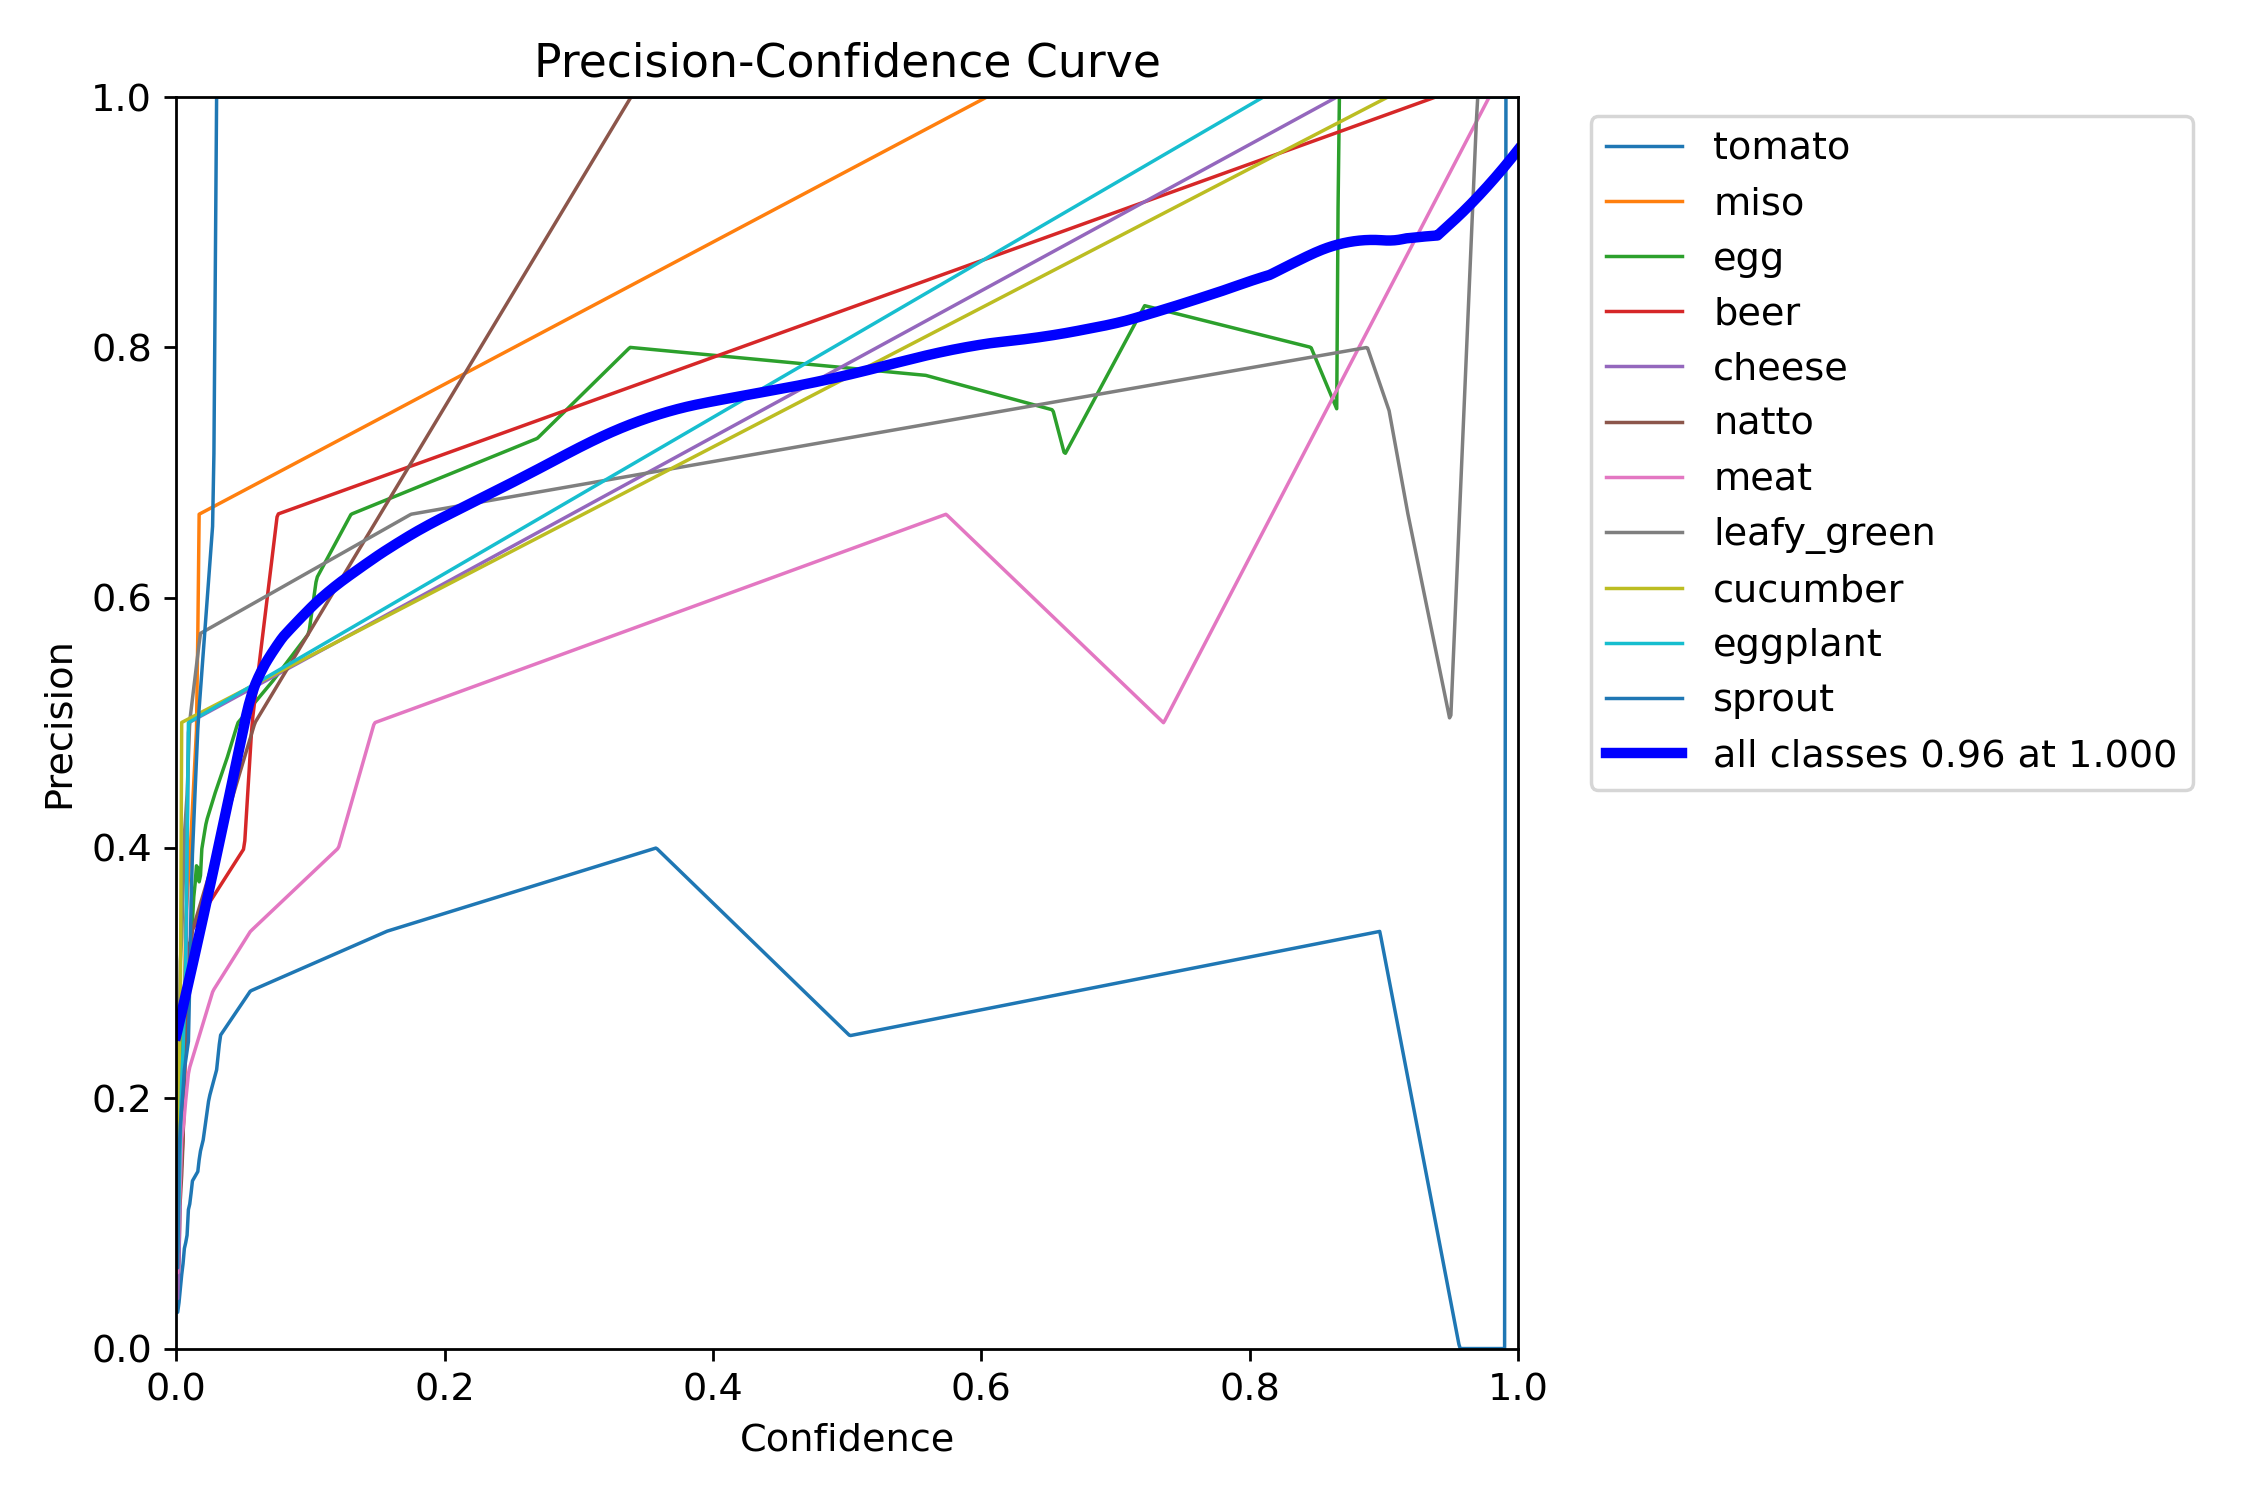 Precision-Confidence Curve
1.0
0.8
0.6
0.4
0.2
0.0
Precision
0.0 0.2 0.4 0.6 0.8 1.0
Confidence
tomato
miso
egg
beer
cheese
natto
meat
leafy_green
cucumber
eggplant
sprout
all classes 0.96 at 1.000